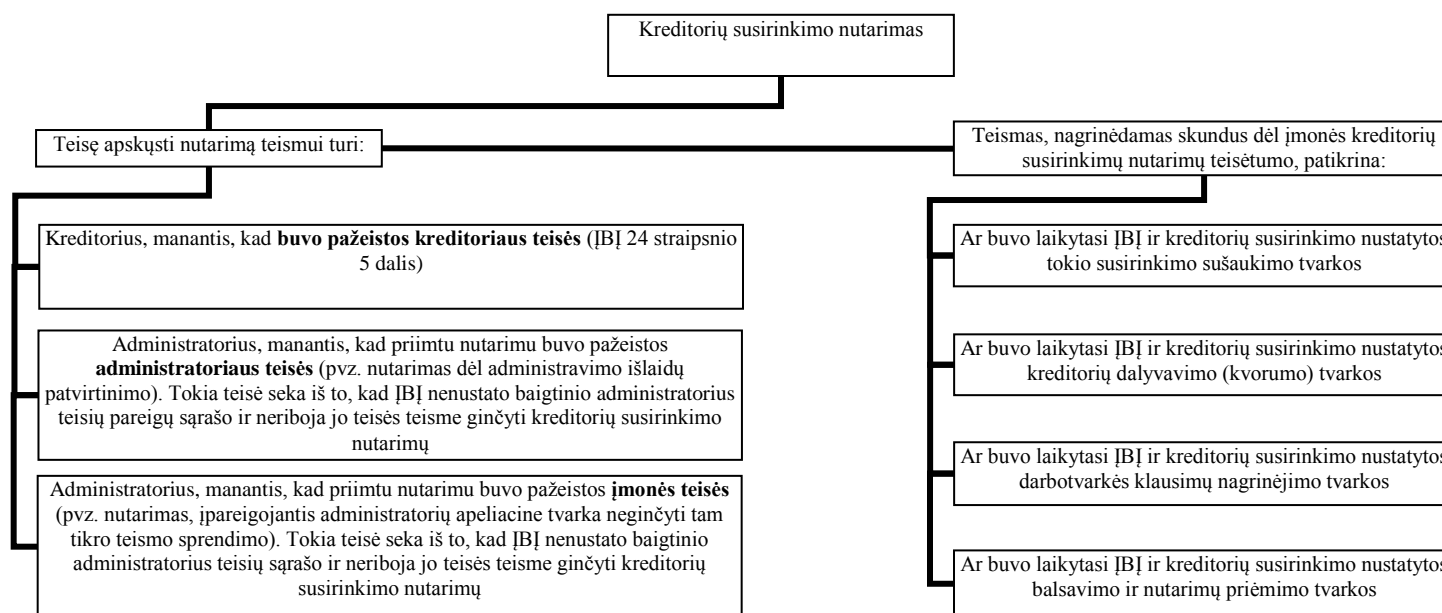 Kreditorių susirinkimo nutarimas
Teisę apskųsti nutarimą teismui turi:
Kreditorius, manantis, kad buvo pažeistos kreditoriaus teisės (ĮBĮ 24 straipsnio
5 dalis)
Administratorius, manantis, kad priimtu nutarimu buvo pažeistos
administratoriaus teisės (pvz. nutarimas dėl administravimo išlaidų
patvirtinimo). Tokia teisė seka iš to, kad ĮBĮ nenustato baigtinio administratorius
teisių pareigų sąrašo ir neriboja jo teisės teisme ginčyti kreditorių susirinkimo
nutarimų
Administratorius, manantis, kad priimtu nutarimu buvo pažeistos įmonės teisės
(pvz. nutarimas, įpareigojantis administratorių apeliacine tvarka neginčyti tam
tikro teismo sprendimo). Tokia teisė seka iš to, kad ĮBĮ nenustato baigtinio
administratorius teisių sąrašo ir neriboja jo teisės teisme ginčyti kreditorių
susirinkimo nutarimų
Teismas, nagrinėdamas skundus dėl įmonės kreditorių
susirinkimų nutarimų teisėtumo, patikrina:
Ar buvo laikytasi ĮBĮ ir kreditorių susirinkimo nustatytos
tokio susirinkimo sušaukimo tvarkos
Ar buvo laikytasi ĮBĮ ir kreditorių susirinkimo nustatytos
kreditorių dalyvavimo (kvorumo) tvarkos
Ar buvo laikytasi ĮBĮ ir kreditorių susirinkimo nustatytos
darbotvarkės klausimų nagrinėjimo tvarkos
Ar buvo laikytasi ĮBĮ ir kreditorių susirinkimo nustatytos
balsavimo ir nutarimų priėmimo tvarkos